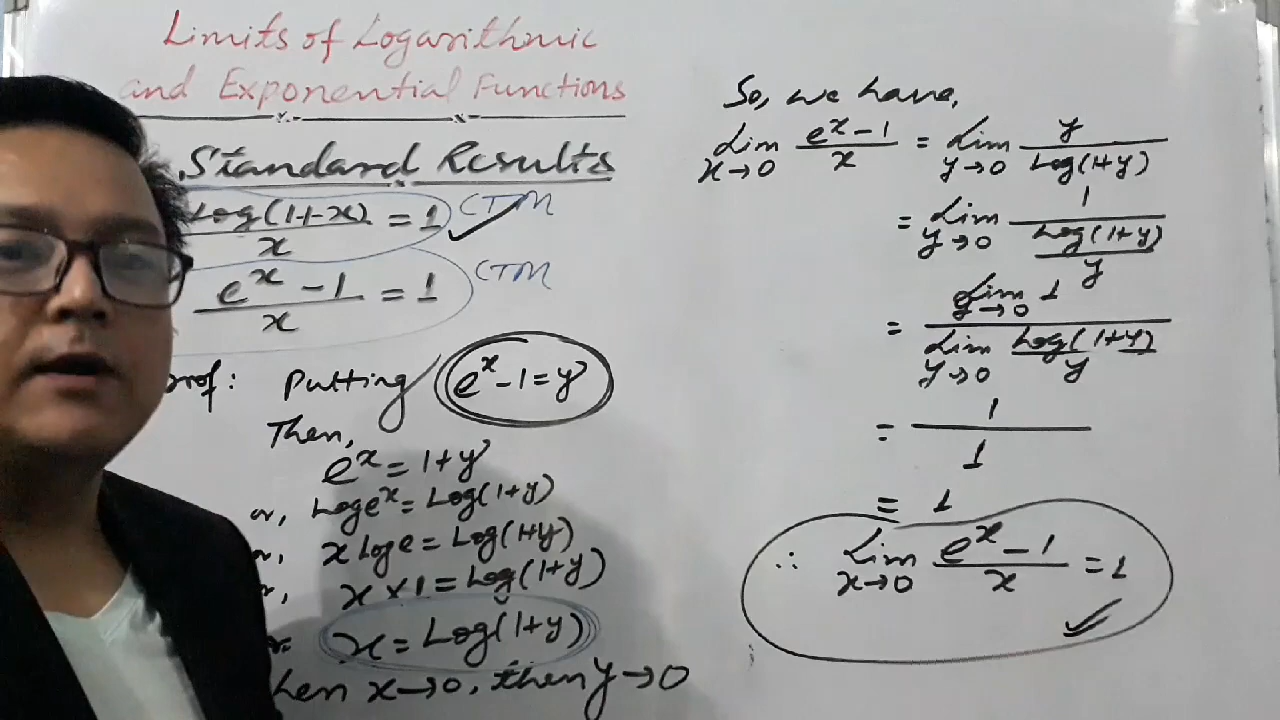 Limits of Logarithmic
and Exponential Functions
Standard Results
Log(1+x)/x = 1 CTM ✓
(e^x - 1)/x = 1 CTM
Putting e^x - 1 = y
Then,
e^x = 1+y
or, Log e^x = Log(1+y)
x Log e = Log(1+y)
x × 1 = Log(1+y)
x = Log(1+y)
x→0, then y→0
So, we have,
Lim x→0 (e^x - 1)/x = Lim y→0 y/Log(1+y)
= Lim y→0 1/(Log(1+y)/y)
= Lim y→0 1 / Lim y→0 Log(1+y)/y
= 1/1
= 1
∴ Lim x→0 (e^x - 1)/x = 1 ✓